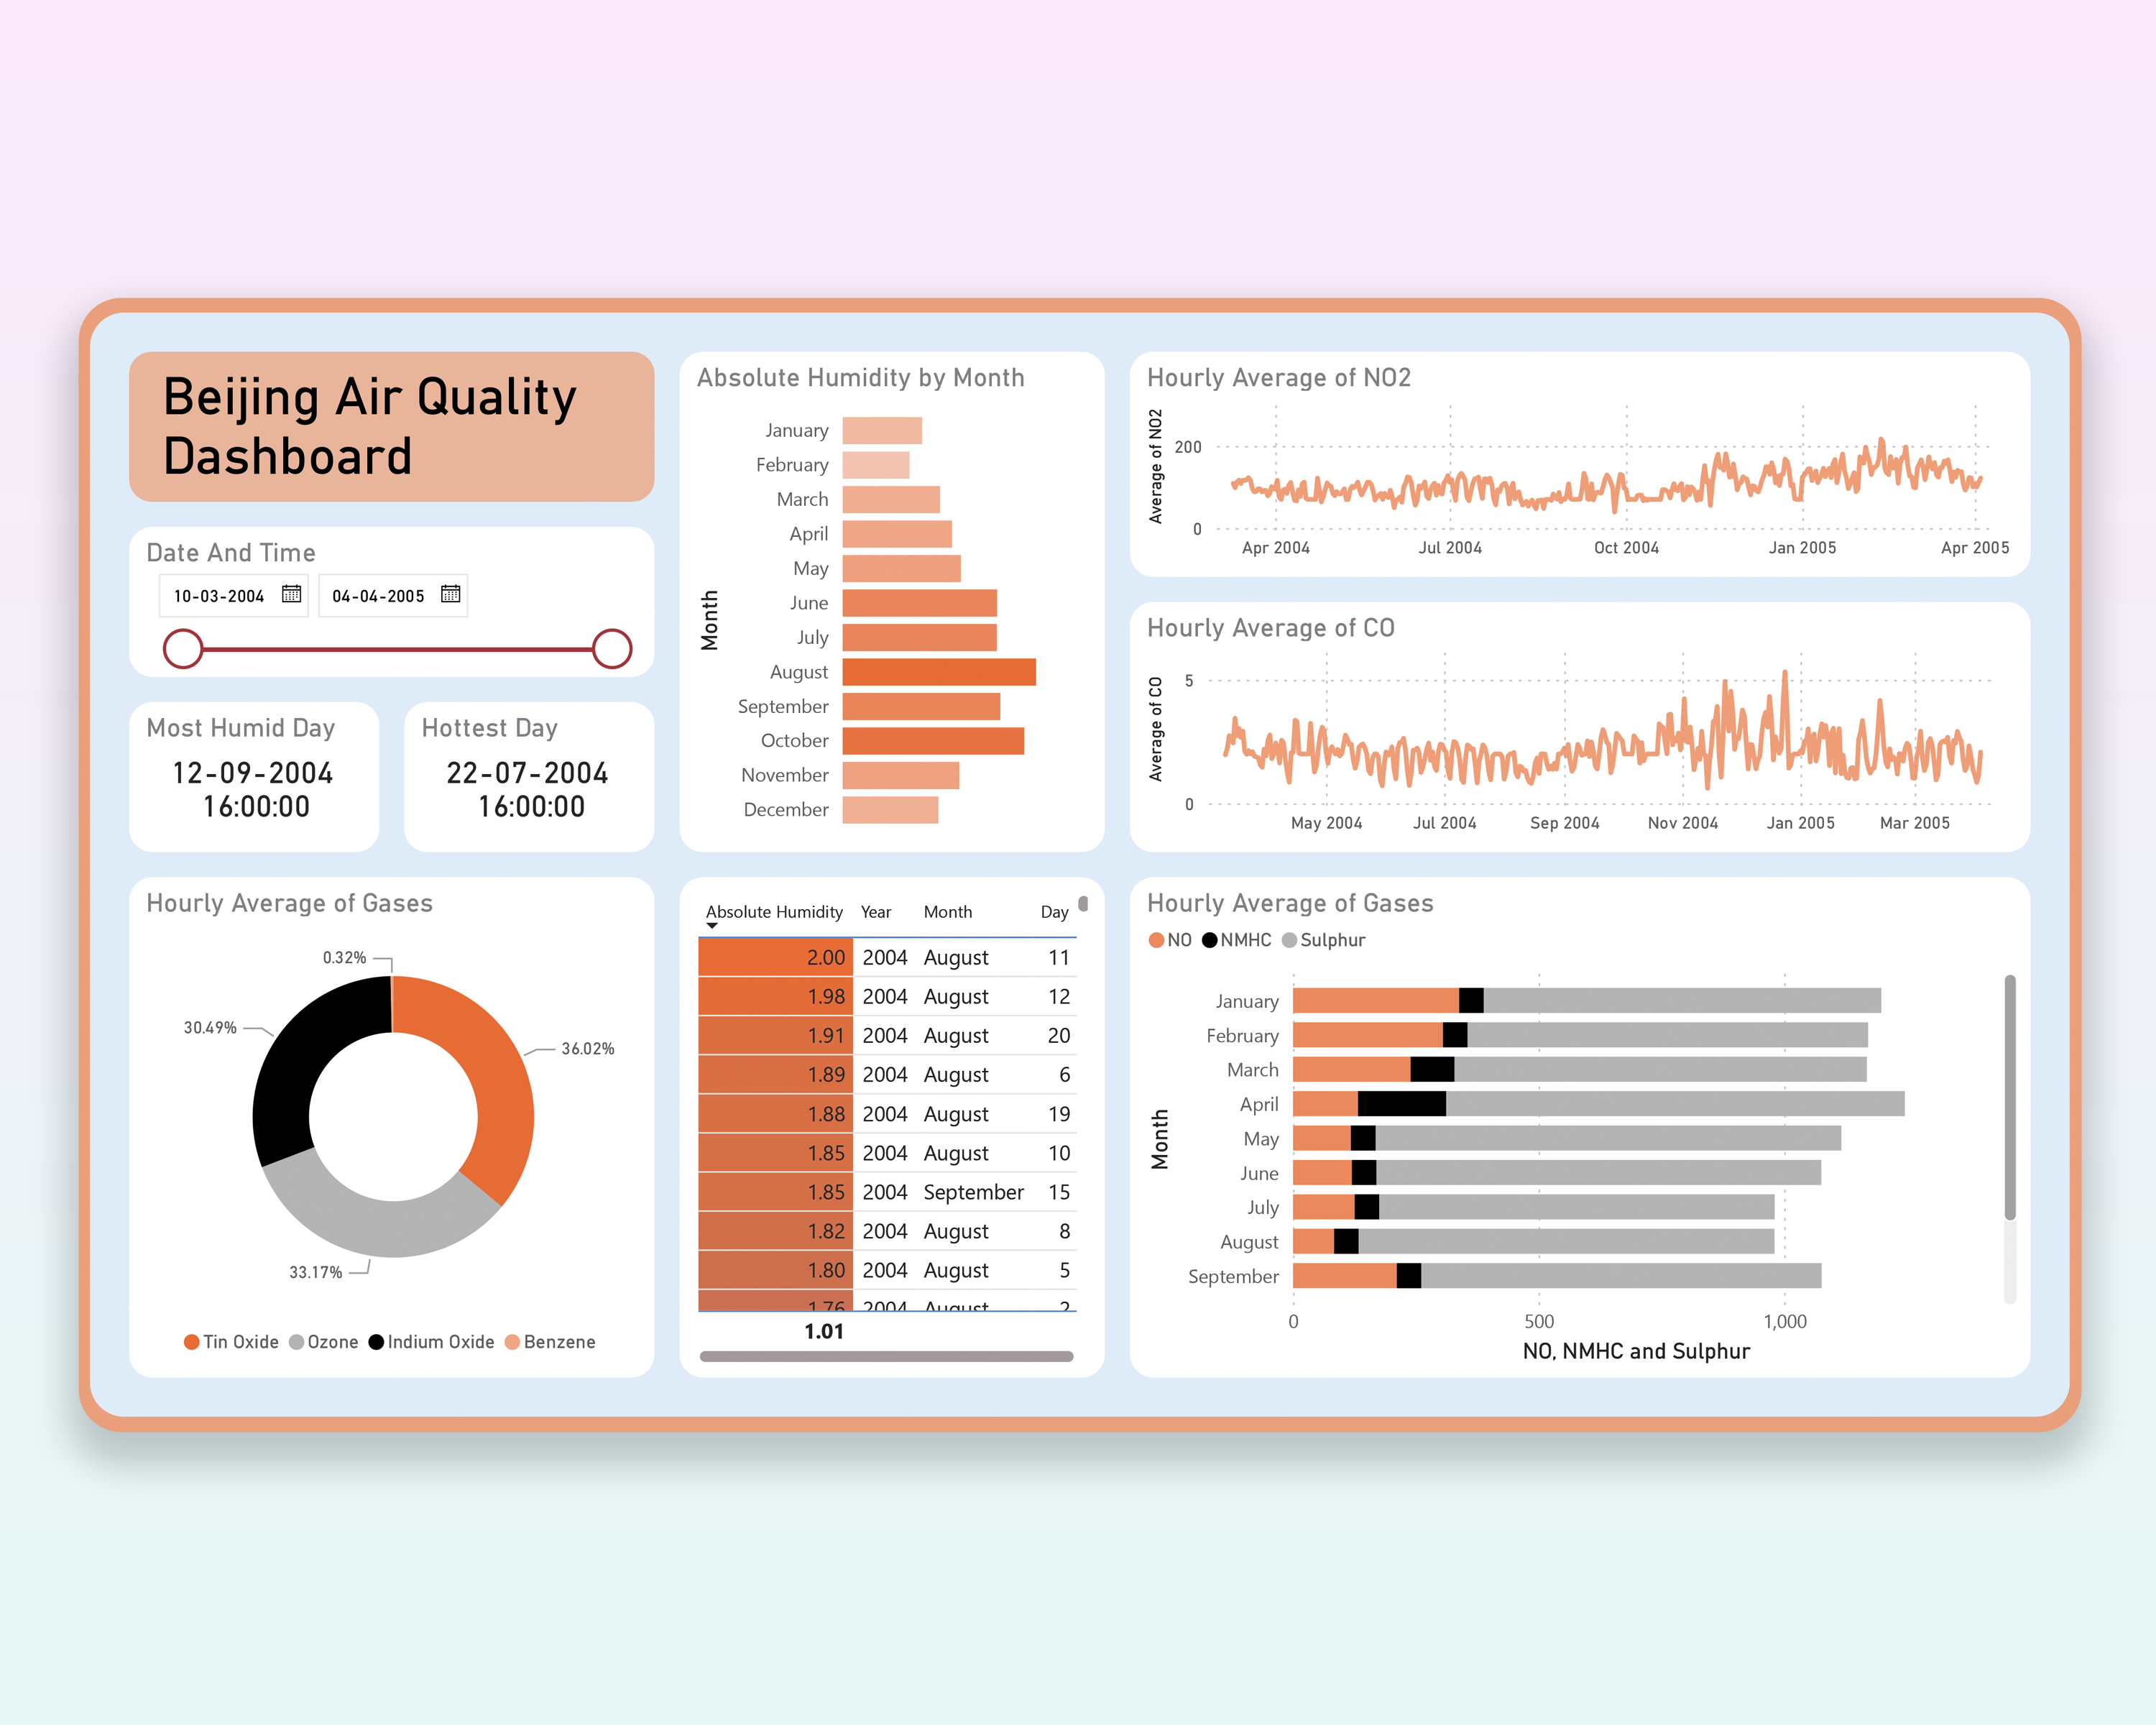 Beijing Air Quality
Dashboard
Date And Time
10-03-2004
04-04-2005
Most Humid Day
12-09-2004
16:00:00
Hottest Day
22-07-2004
16:00:00
Absolute Humidity by Month
Month
January
February
March
April
May
June
July
August
September
October
November
December
Hourly Average of NO2
Average of NO2
200
0
Apr 2004
Jul 2004
Oct 2004
Jan 2005
Apr 2005
Hourly Average of CO
Average of CO
5
0
May 2004
Jul 2004
Sep 2004
Nov 2004
Jan 2005
Mar 2005
Hourly Average of Gases
0.32%
30.49%
36.02%
33.17%
Tin Oxide
Ozone
Indium Oxide
Benzene
Absolute Humidity Year Month Day
2.00 2004 August 11
1.98 2004 August 12
1.91 2004 August 20
1.89 2004 August 6
1.88 2004 August 19
1.85 2004 August 10
1.85 2004 September 15
1.82 2004 August 8
1.80 2004 August 5
1.76 2004 August 2
1.01
Hourly Average of Gases
NO
NMHC
Sulphur
Month
January
February
March
April
May
June
July
August
September
0
500
1,000
NO, NMHC and Sulphur